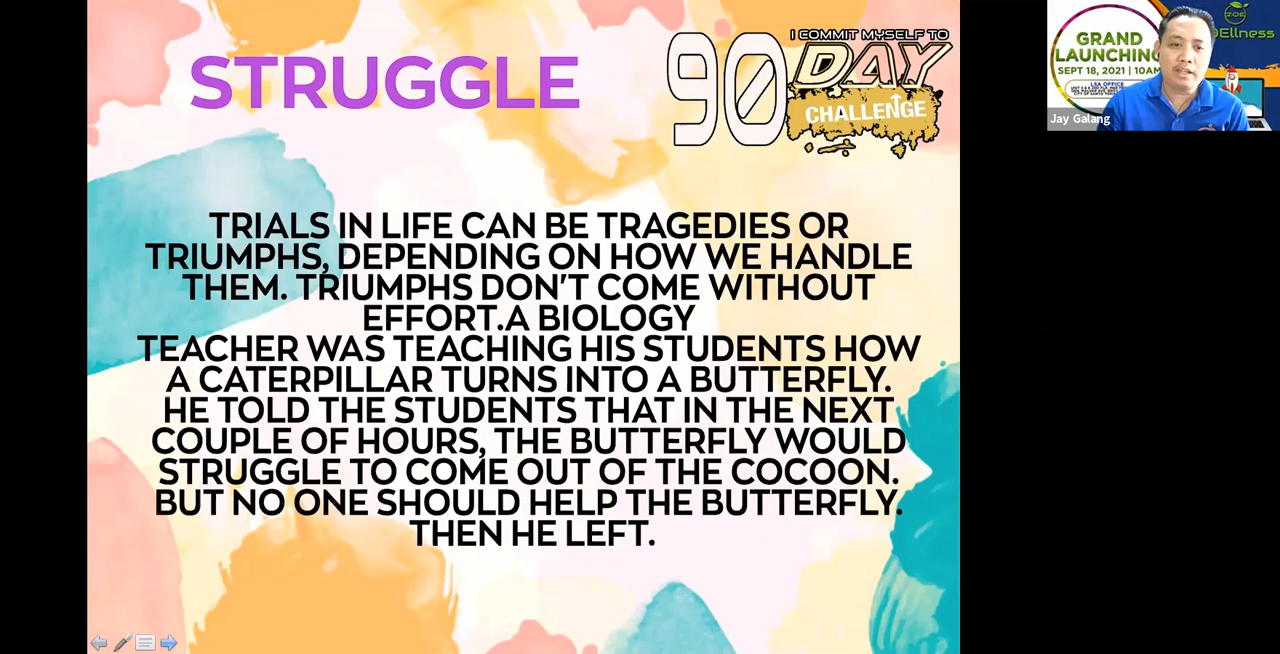 STRUGGLE
I COMMIT MYSELF TO
90 DAY
CHALLENGE
TRIALS IN LIFE CAN BE TRAGEDIES OR
TRIUMPHS, DEPENDING ON HOW WE HANDLE
THEM. TRIUMPHS DON'T COME WITHOUT
EFFORT.A BIOLOGY
TEACHER WAS TEACHING HIS STUDENTS HOW
A CATERPILLAR TURNS INTO A BUTTERFLY.
HE TOLD THE STUDENTS THAT IN THE NEXT
COUPLE OF HOURS, THE BUTTERFLY WOULD
STRUGGLE TO COME OUT OF THE COCOON.
BUT NO ONE SHOULD HELP THE BUTTERFLY.
THEN HE LEFT.
GRAND
LAUNCHING
SEPT 18, 2021 | 10AM
LSA OFFICE
ZOE
Ellness
Jay Galang